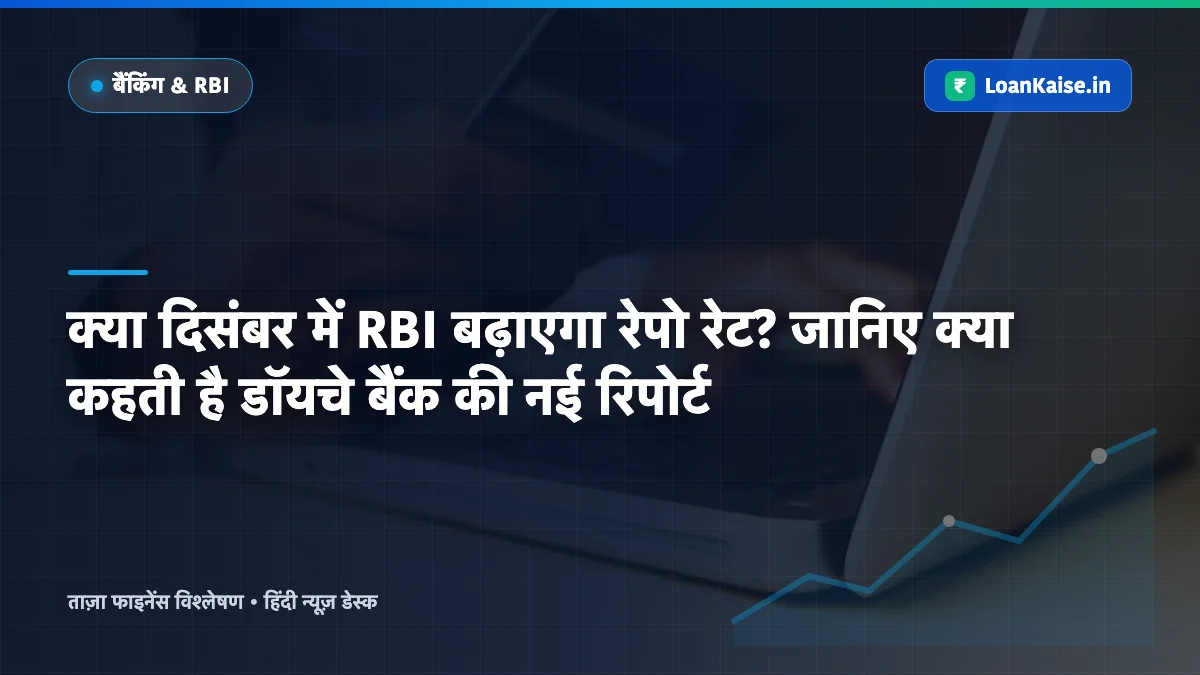 बैंकिंग & RBI
₹ LoanKaise.in
क्या दिसंबर में RBI बढ़ाएगा रेपो रेट? जानिए क्या
कहती है डॉयचे बैंक की नई रिपोर्ट
ताज़ा फाइनेंस विश्लेषण • हिंदी न्यूज़ डेस्क